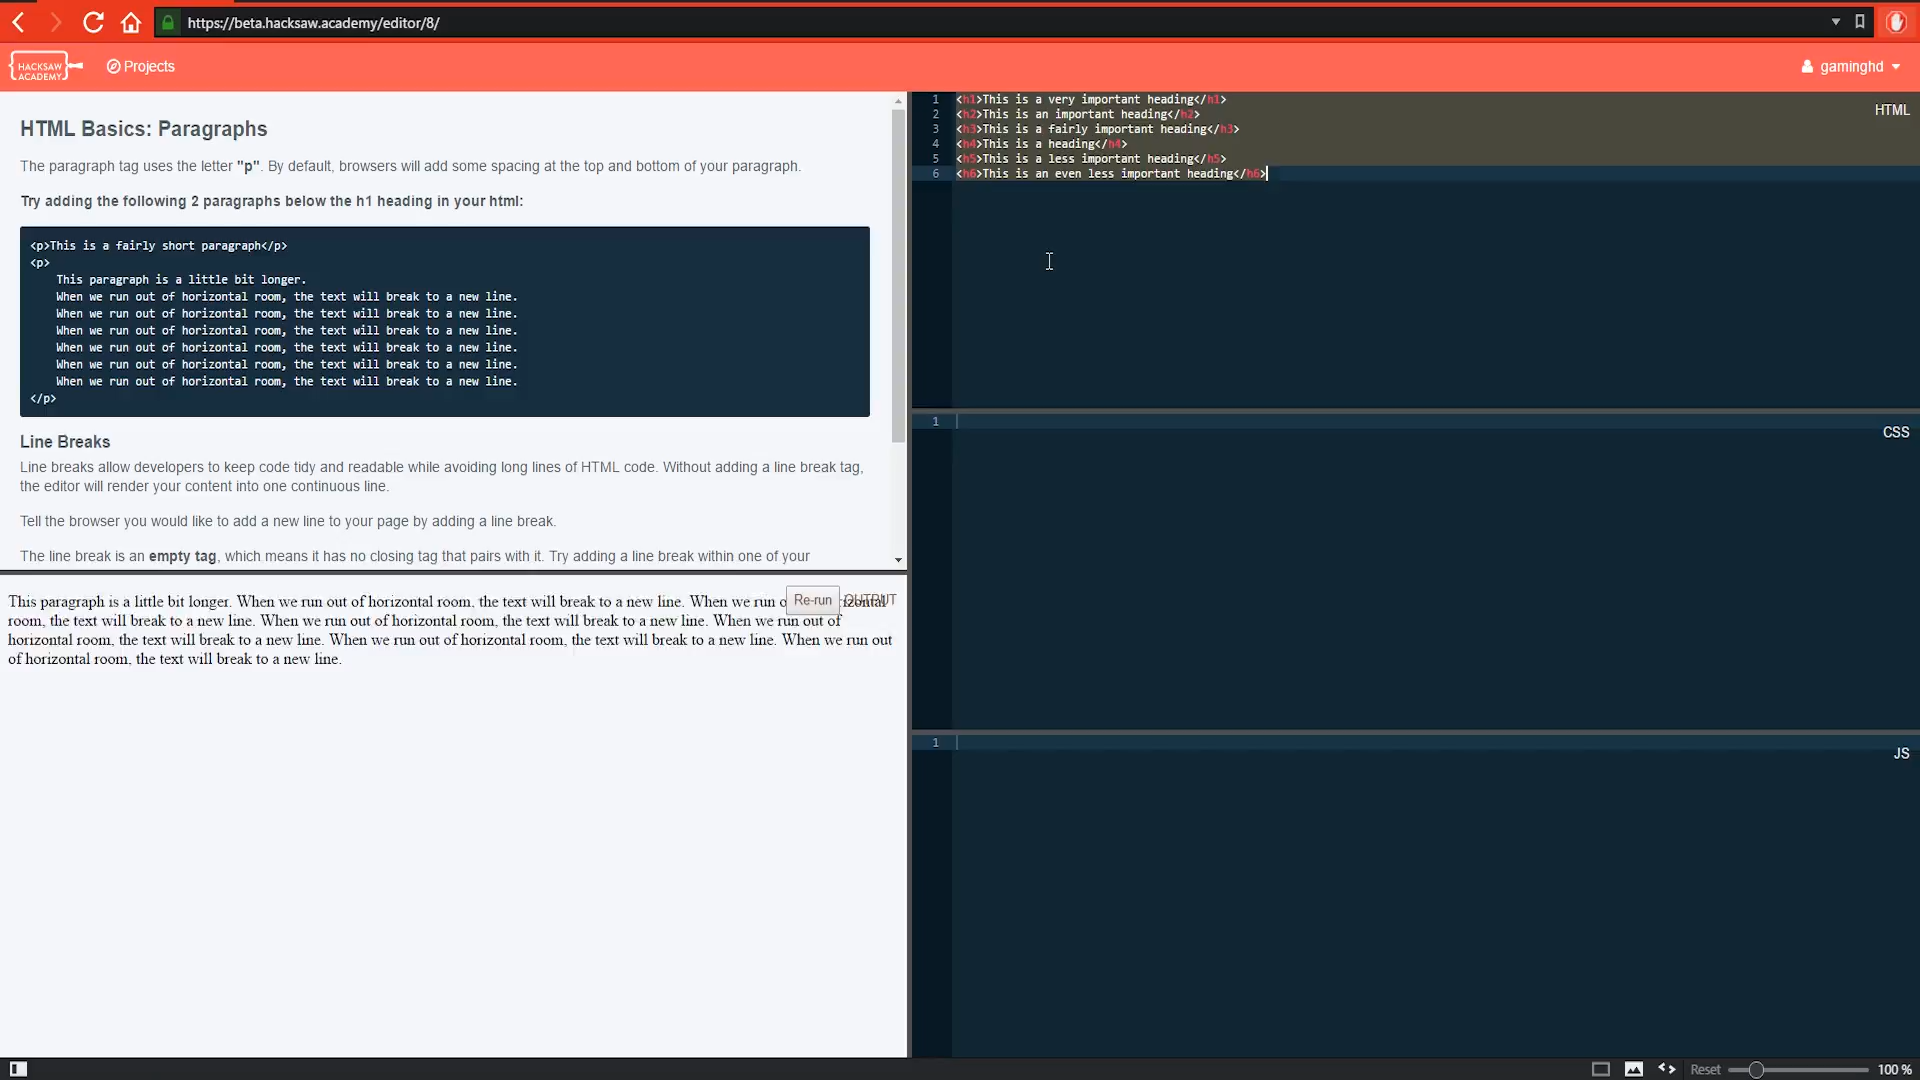 https://beta.hacksaw.academy/editor/8/
HACKSAW
ACADEMY
Projects
gaminghd
HTML Basics: Paragraphs
The paragraph tag uses the letter "p". By default, browsers will add some spacing at the top and bottom of your paragraph.
Try adding the following 2 paragraphs below the h1 heading in your html:
<p>This is a fairly short paragraph</p>
<p>
This paragraph is a little bit longer.
When we run out of horizontal room, the text will break to a new line.
When we run out of horizontal room, the text will break to a new line.
When we run out of horizontal room, the text will break to a new line.
When we run out of horizontal room, the text will break to a new line.
When we run out of horizontal room, the text will break to a new line.
When we run out of horizontal room, the text will break to a new line.
</p>
Line Breaks
Line breaks allow developers to keep code tidy and readable while avoiding long lines of HTML code. Without adding a line break tag,
the editor will render your content into one continuous line.
Tell the browser you would like to add a new line to your page by adding a line break.
The line break is an empty tag, which means it has no closing tag that pairs with it. Try adding a line break within one of your
This paragraph is a little bit longer. When we run out of horizontal room, the text will break to a new line. When we run
Re-run
OUTPUT
room, the text will break to a new line. When we run out of horizontal room, the text will break to a new line. When we run out of
horizontal room, the text will break to a new line. When we run out of horizontal room, the text will break to a new line. When we run out
of horizontal room, the text will break to a new line.
1 <h1>This is a very important heading</h1>
2 <h2>This is an important heading</h2>
3 <h3>This is a fairly important heading</h3>
4 <h4>This is a heading</h4>
5 <h5>This is a less important heading</h5>
6 <h6>This is an even less important heading</h6>
HTML
1
CSS
1
JS
Reset
100 %